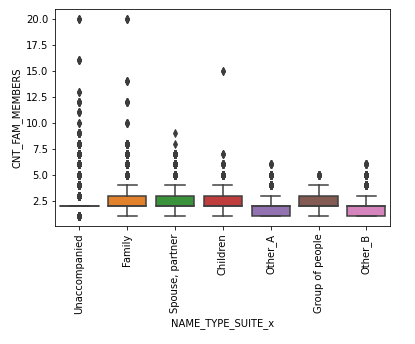 20.0
17.5
15.0
12.5
10.0
7.5
5.0
2.5
CNT_FAM_MEMBERS
Unaccompanied
Family
Spouse, partner
Children
Other_A
Group of people
Other_B
NAME_TYPE_SUITE_x